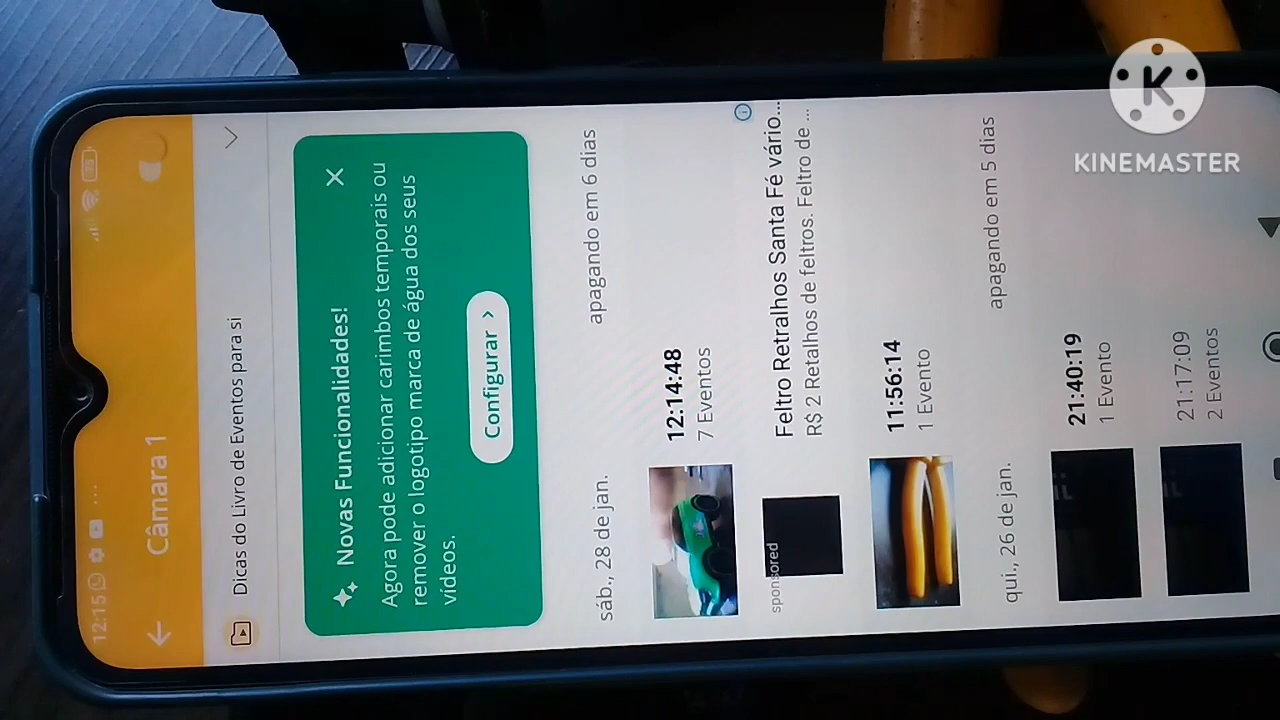 12:15
Câmara 1
Dicas do Livro de Eventos para si
Novas Funcionalidades!
Agora pode adicionar carimbos temporais ou
remover o logotipo marca de água dos seus
vídeos.
Configurar >
sáb., 28 de jan. apagando em 6 dias
12:14:48
7 Eventos
sponsored
Feltro Retralhos Santa Fé vário...
R$ 2 Retalhos de feltros. Feltro de ...
11:56:14
1 Evento
qui., 26 de jan. apagando em 5 dias
21:40:19
1 Evento
21:17:09
2 Eventos
K
KINEMASTER